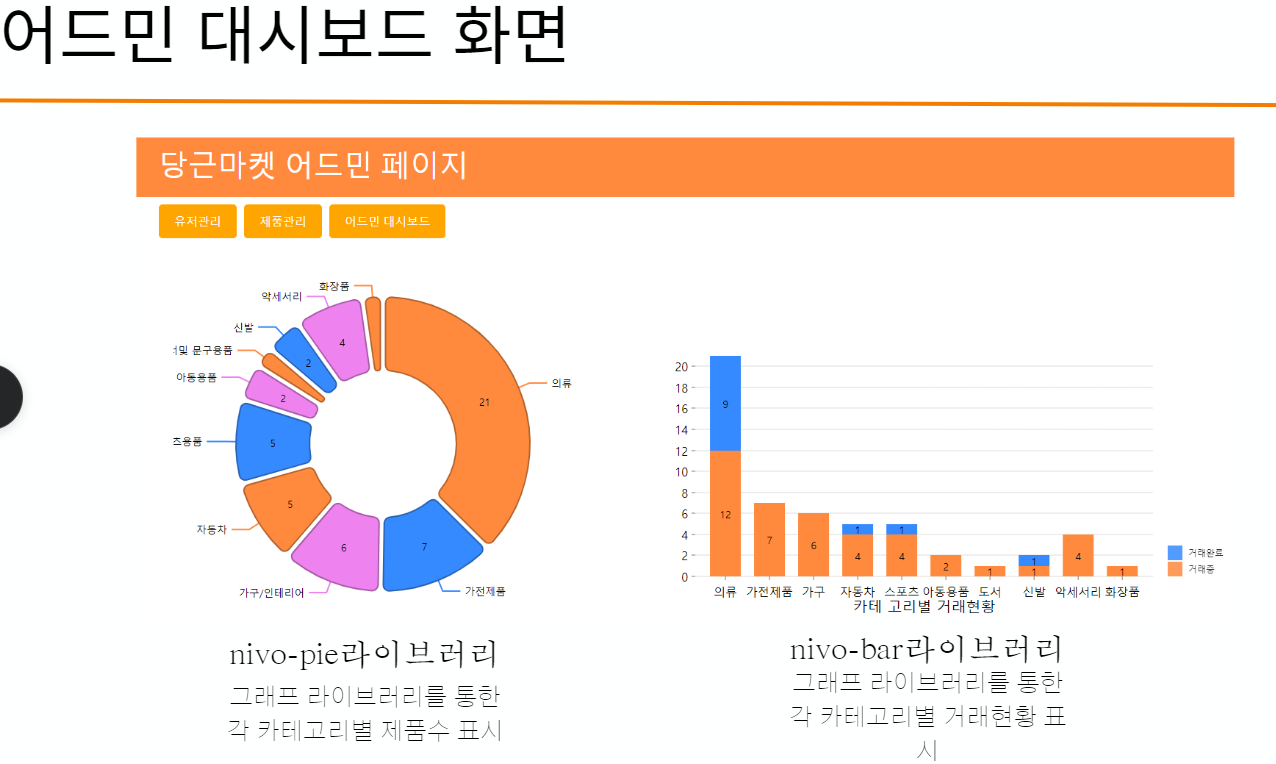 어드민 대시보드 화면
당근마켓 어드민 페이지
유저관리 제품관리 어드민 대시보드
화장품
악세서리
신발
및 문구용품
아동용품
츠용품
자동차
가구/인테리어
가전제품
의류
21
7
6
5
5
2
2
4
20
18
16
14
12
10
8
6
4
2
0
9
12
7
6
1
4
1
4
2
1
1
1
4
1
의류 가전제품 가구 자동차 스포츠 아동용품 도서 신발 악세서리 화장품
카테 고리별 거래현황
거래완료
거래중
nivo-pie라이브러리
그래프 라이브러리를 통한
각 카테고리별 제품수 표시
nivo-bar라이브러리
그래프 라이브러리를 통한
각 카테고리별 거래현황 표
시